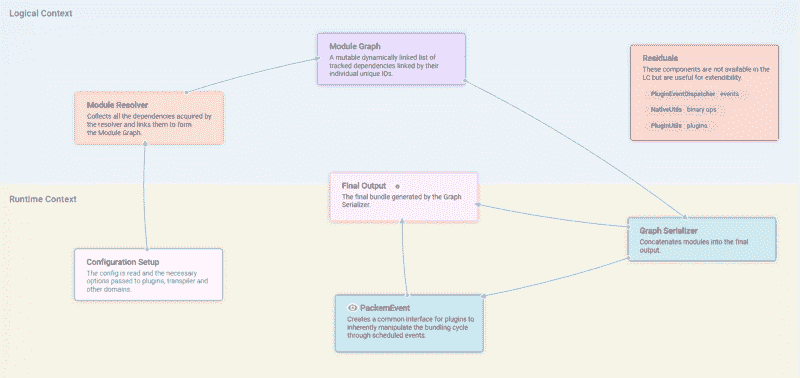 Logical Context
Module Graph
A mutable dynamically linked list of
tracked dependencies linked by their
individual unique IDs.
Residuals
These components are not available in the
LC but are useful for extendibility.
PluginEventDispatcher events
NativeUtils binary ops
PluginUtils plugins
Module Resolver
Collects all the dependencies acquired by
the resolver and links them to form
the Module Graph.
Final Output
The final bundle generated by the Graph
Serializer.
Runtime Context
Graph Serializer
Concatenates modules into the final
output.
Configuration Setup
The config is read and the necessary
options passed to plugins, transpiler and
other domains.
PackemEvent
Creates a common interface for plugins to
inherently manipulate the bundling cycle
through scheduled events.